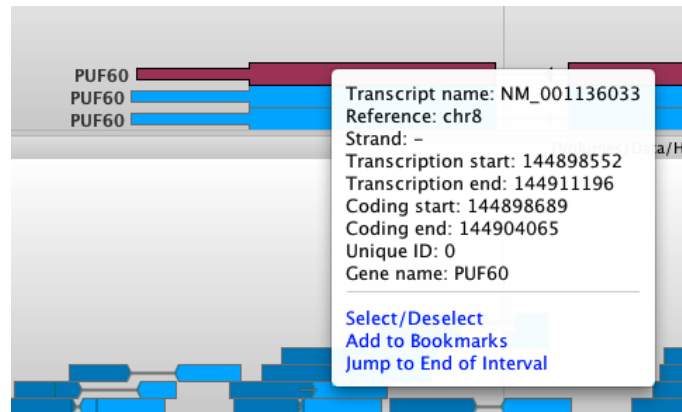 PUF60
PUF60
PUF60
Transcript name: NM_001136033
Reference: chr8
Strand: –
Transcription start: 144898552
Transcription end: 144911196
Coding start: 144898689
Coding end: 144904065
Unique ID: 0
Gene name: PUF60
Select/Deselect
Add to Bookmarks
Jump to End of Interval